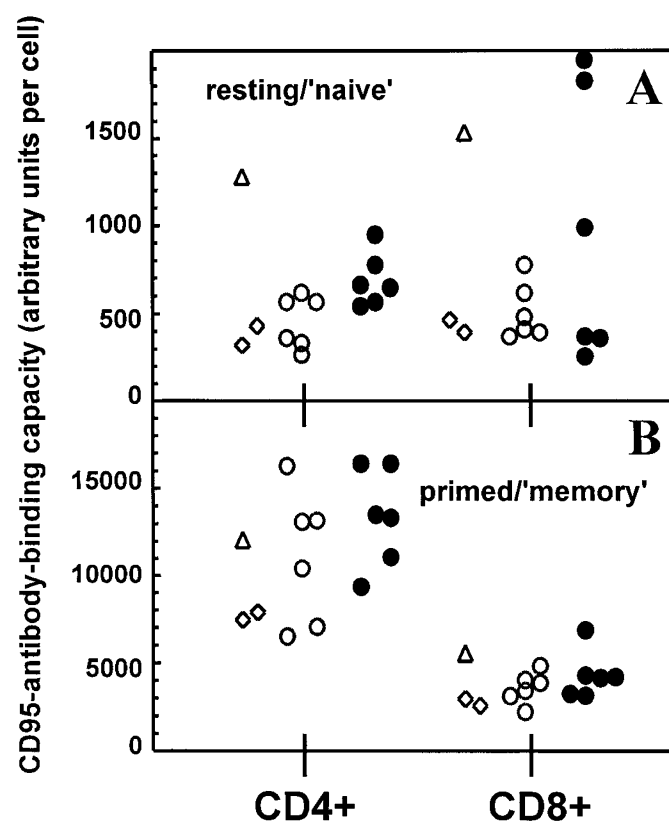 CD95-antibody-binding capacity (arbitrary units per cell)
resting/'naive'
A
1500
1000
500
0
B
primed/'memory'
15000
10000
5000
0
CD4+ CD8+